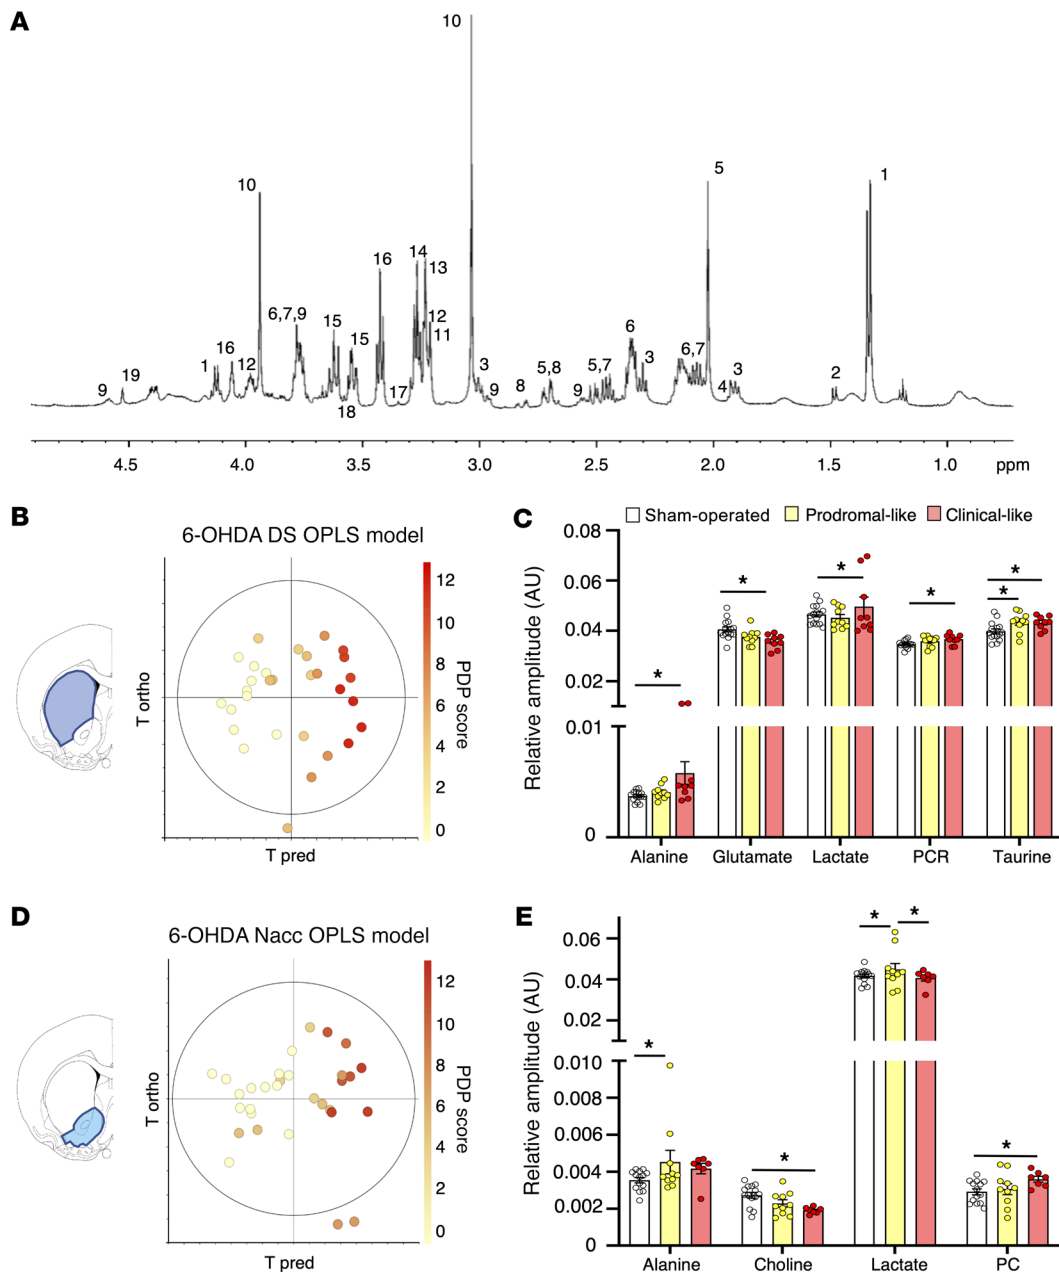 A
10
5
1
10
16
14
13
6,7,9
15
15
12
11
6
16
1
12
3
5,8
5,7
3
6,7
3
2
9
19
18
17
9
8
9
4
4.5
4.0
3.5
3.0
2.5
2.0
1.5
1.0
ppm
B
6-OHDA DS OPLS model
T ortho
T pred
12
10
8
6
4
2
0
PDP score
C
Sham-operated
Prodromal-like
Clinical-like
Relative amplitude (AU)
0.08
0.06
0.04
0.02
0.01
0
*
*
*
*
*
*
Alanine
Glutamate
Lactate
PCR
Taurine
D
6-OHDA Nacc OPLS model
T ortho
T pred
12
10
8
6
4
2
0
PDP score
E
Relative amplitude (AU)
0.06
0.04
0.02
0.010
0.008
0.006
0.004
0.002
0
*
*
*
*
*
Alanine
Choline
Lactate
PC